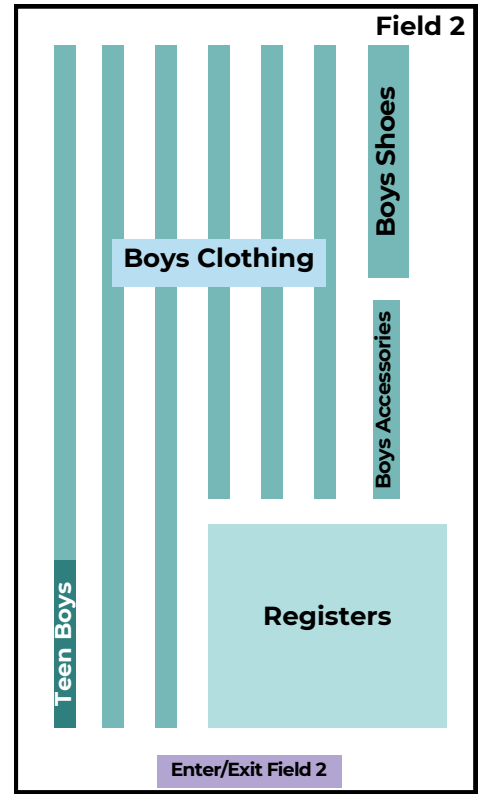 Field 2
Boys Shoes
Boys Clothing
Boys Accessories
Teen Boys
Registers
Enter/Exit Field 2